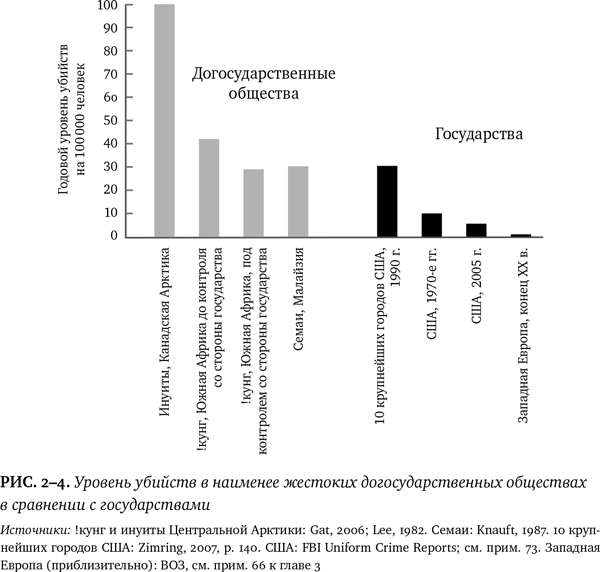 100
90
80
70
60
50
40
30
20
10
0
Годовой уровень убийств
на 100 000 человек
Догосударственные
общества
Государства
Инуиты, Канадская Арктика
!кунг, Южная Африка до контроля
со стороны государства
!кунг, Южная Африка, под
контролем со стороны государства
Семаи, Малайзия
10 крупнейших городов США,
1990 г.
США, 1970-е гг.
США, 2005 г.
Западная Европа, конец XX в.
РИС. 2–4. Уровень убийств в наименее жестоких догосударственных обществах
в сравнении с государствами
Источники: !кунг и инуиты Центральной Арктики: Gat, 2006; Lee, 1982. Семаи: Knauft, 1987. 10 круп-
нейших городов США: Zimring, 2007, p. 140. США: FBI Uniform Crime Reports; см. прим. 73. Западная
Европа (приблизительно): ВОЗ, см. прим. 66 к главе 3